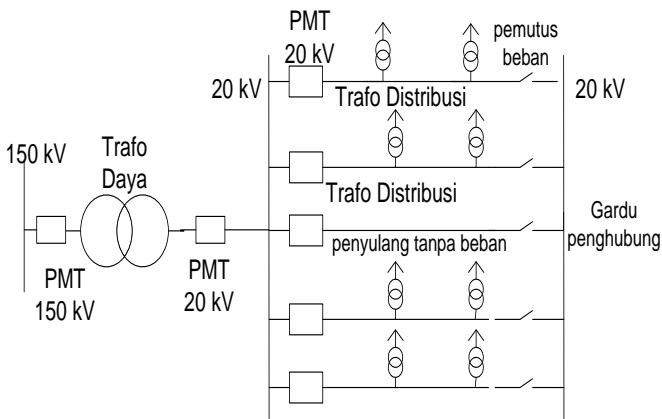 PMT
20 kV
pemutus
beban
20 kV
20 kV
Trafo Distribusi
150 kV
Trafo
Daya
Trafo Distribusi
Gardu
penghubung
penyulang tanpa beban
PMT
150 kV
PMT
20 kV